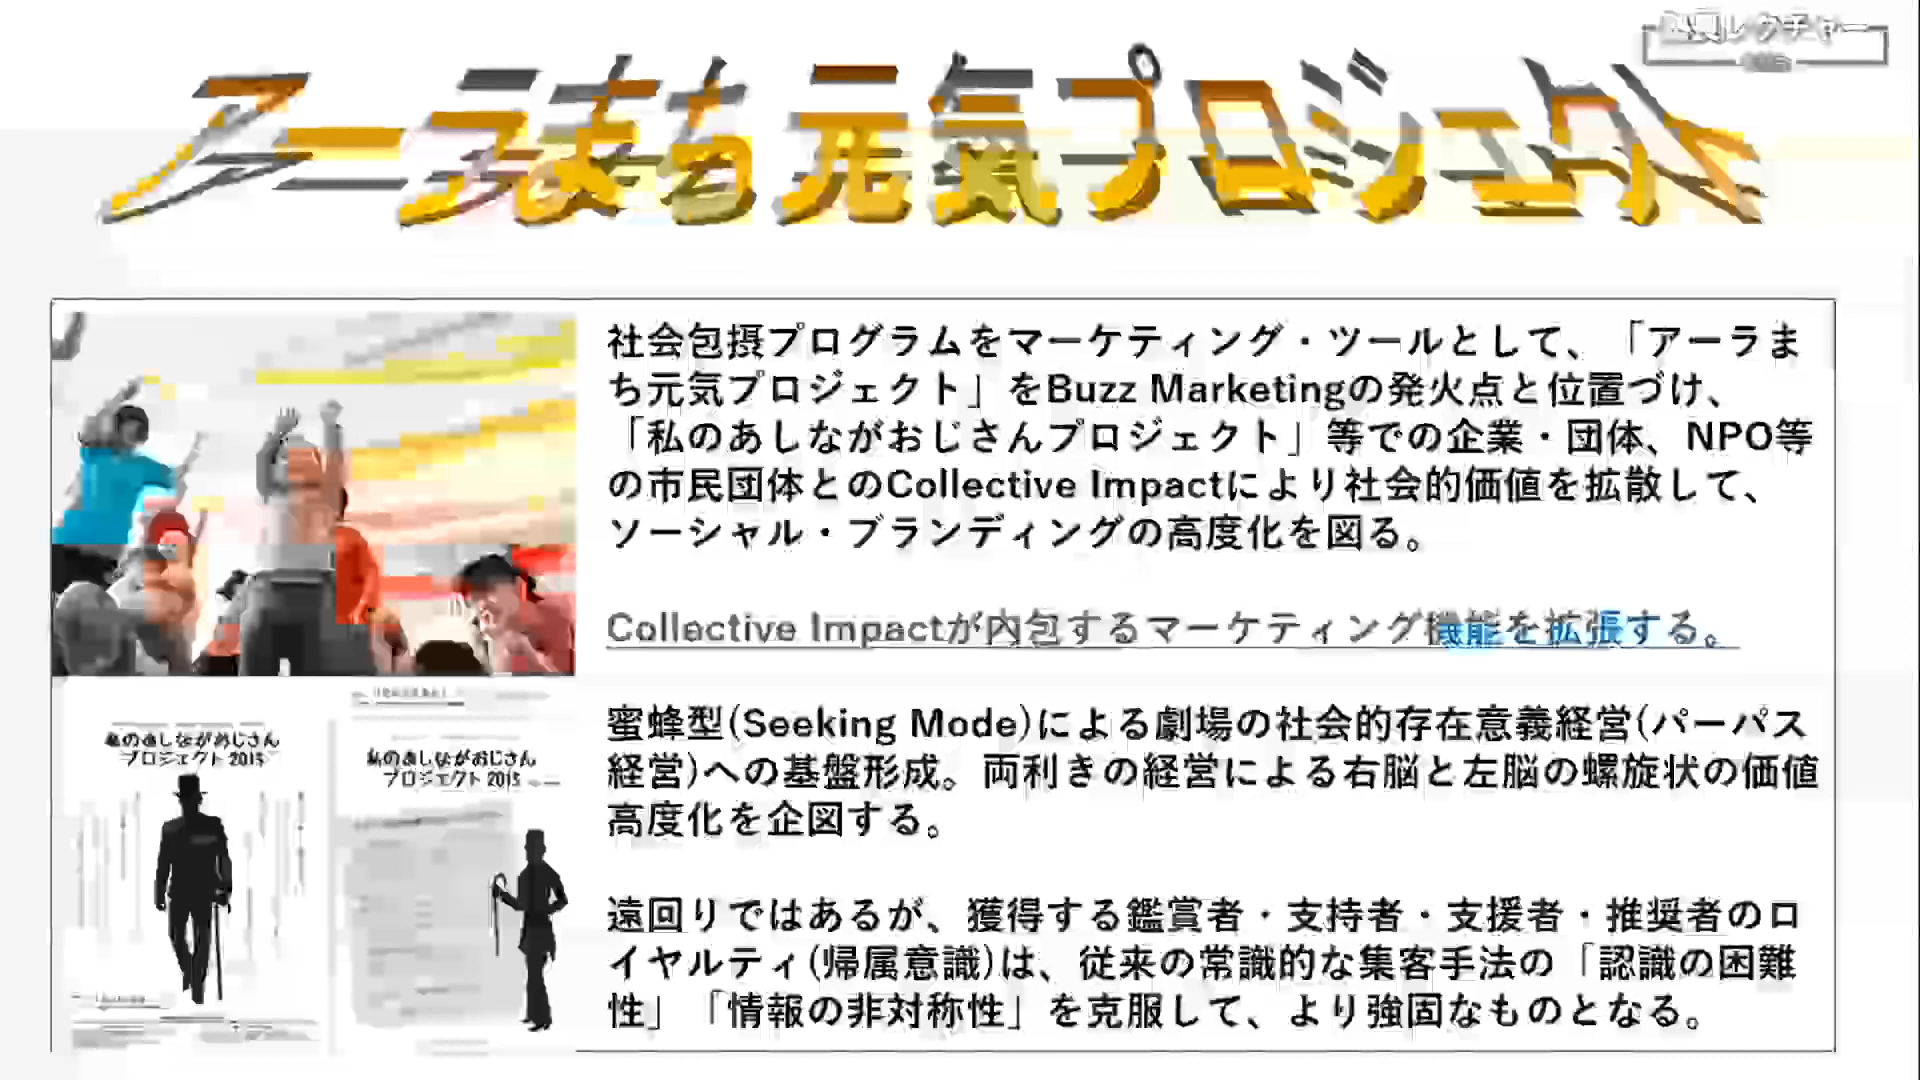 レクチャー
アーラまち元気プロジェクト
社会包摂プログラムをマーケティング・ツールとして、「アーラま
ち元気プロジェクト」をBuzz Marketingの発火点と位置づけ、
「私のあしながおじさんプロジェクト」等での企業・団体、NPO等
の市民団体とのCollective Impactにより社会的価値を拡散して、
ソーシャル・ブランディングの高度化を図る。
Collective Impactが内包するマーケティング機能を拡張する。
蜜蜂型(Seeking Mode)による劇場の社会的存在意義経営(パーパス
経営)への基盤形成。両利きの経営による右脳と左脳の螺旋状の価値
高度化を企図する。
遠回りではあるが、獲得する鑑賞者・支持者・支援者・推奨者のロ
イヤルティ(帰属意識)は、従来の常識的な集客手法の「認識の困難
性」「情報の非対称性」を克服して、より強固なものとなる。
私のあしながおじさん
プロジェクト 2015
私のあしながおじさん
プロジェクト 2015